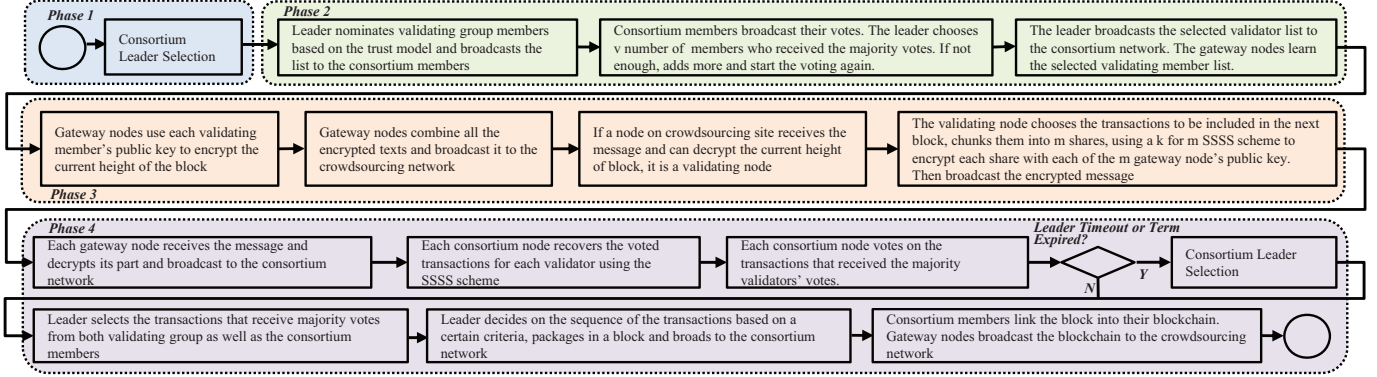 Phase 1
Consortium
Leader Selection
Phase 2
Leader nominates validating group members
based on the trust model and broadcasts the
list to the consortium members
Consortium members broadcast their votes. The leader chooses
v number of members who received the majority votes. If not
enough, adds more and start the voting again.
The leader broadcasts the selected validator list to
the consortium network. The gateway nodes learn
the selected validating member list.
Gateway nodes use each validating
member's public key to encrypt the
current height of the block
Gateway nodes combine all the
encrypted texts and broadcast it to the
crowdsourcing network
If a node on crowdsourcing site receives the
message and can decrypt the current height
of block, it is a validating node
The validating node chooses the transactions to be included in the next
block, chunks them into m shares, using a k for m SSSS scheme to
encrypt each share with each of the m gateway node's public key.
Then broadcast the encrypted message
Phase 3
Phase 4
Each gateway node receives the message and
decrypts its part and broadcast to the consortium
network
Each consortium node recovers the voted
transactions for each validator using the
SSSS scheme
Each consortium node votes on the
transactions that received the majority
validators' votes.
Leader Timeout or Term
Expired?
Y
N
Consortium Leader
Selection
Leader selects the transactions that receive majority votes
from both validating group as well as the consortium
members
Leader decides on the sequence of the transactions based on a
certain criteria, packages in a block and broads to the consortium
network
Consortium members link the block into their blockchain.
Gateway nodes broadcast the blockchain to the crowdsourcing
network